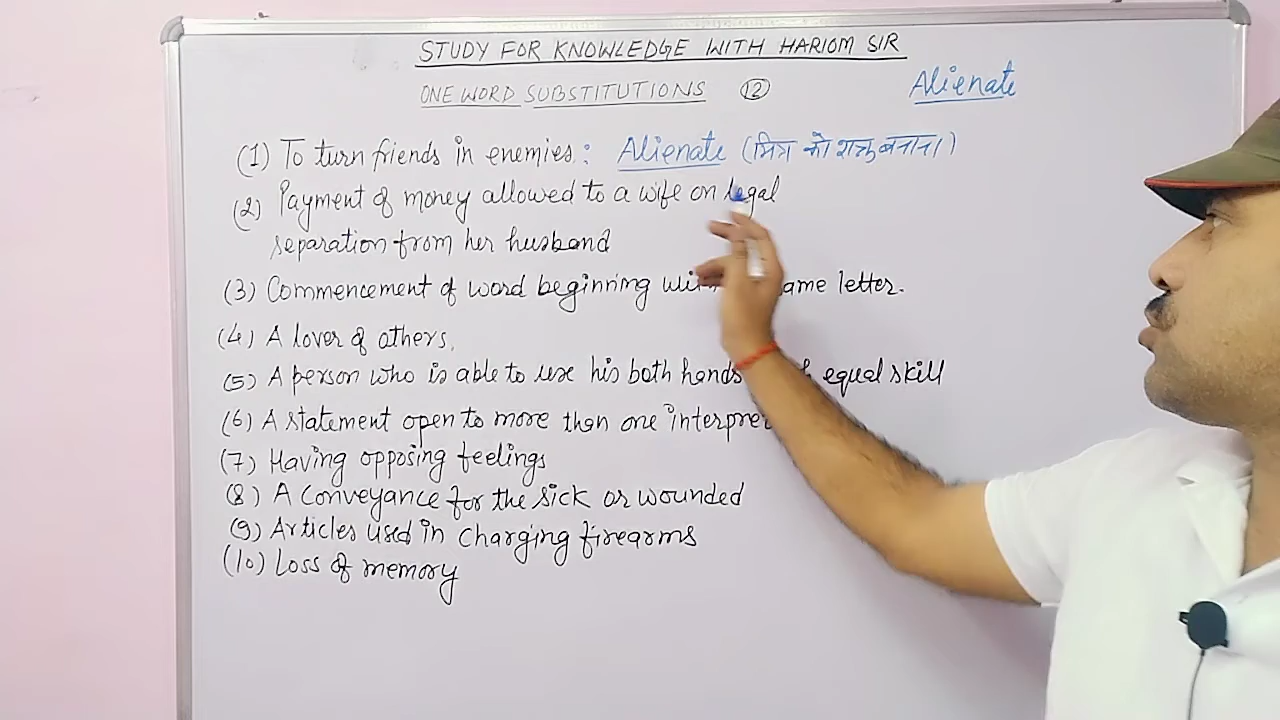 STUDY FOR KNOWLEDGE WITH HARIOM SIR
ONE WORD SUBSTITUTIONS (12)
Alienate
(1) To turn friends in enemies: Alienate (मित्र को शत्रु बनाना)
(2) Payment of money allowed to a wife on legal
separation from her husband
(3) Commencement of word beginning with same letter.
(4) A lover of others.
(5) A person who is able to use his both hands equal skill
(6) A statement open to more than one
(7) Having opposing feelings
(8) A conveyance for the sick or wounded
(9) Articles used in charging firearms
(10) Loss of memory